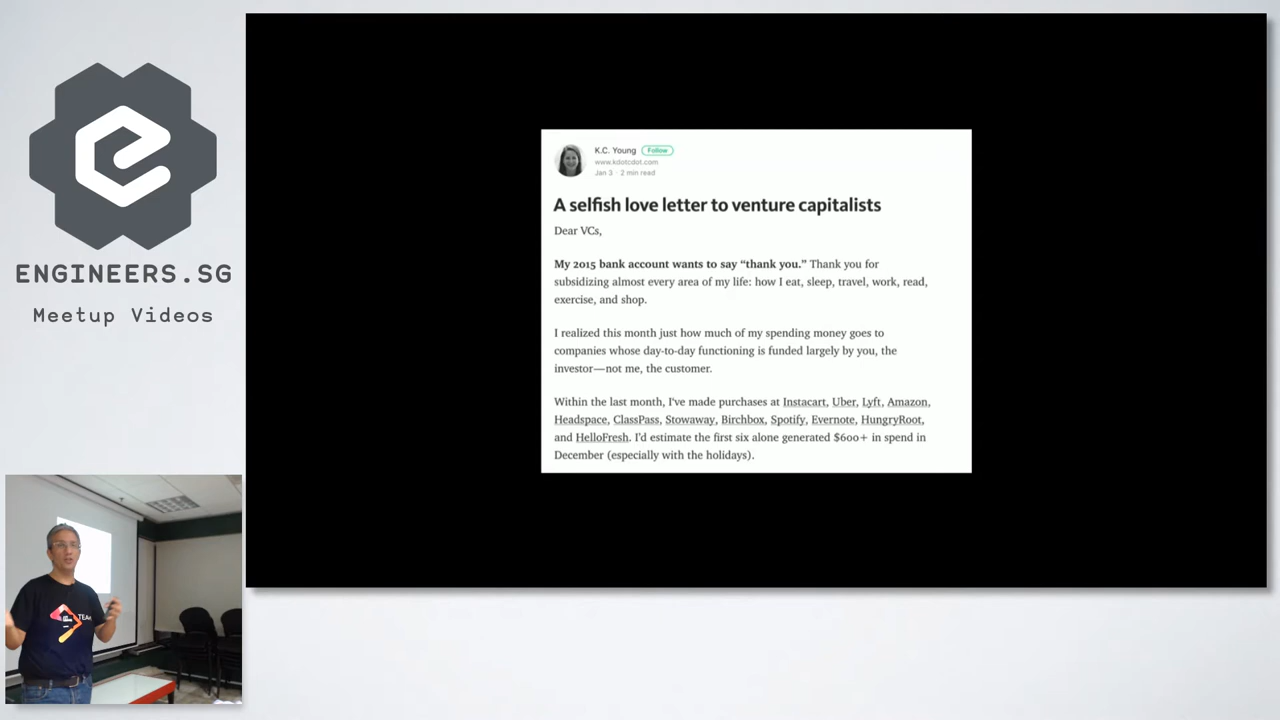 ENGINEERS.SG
Meetup Videos
K.C. Young Follow
www.kdotcdot.com
Jan 3 · 2 min read
A selfish love letter to venture capitalists
Dear VCs,
My 2015 bank account wants to say “thank you.” Thank you for
subsidizing almost every area of my life: how I eat, sleep, travel, work, read,
exercise, and shop.
I realized this month just how much of my spending money goes to
companies whose day-to-day functioning is funded largely by you, the
investor—not me, the customer.
Within the last month, I've made purchases at Instacart, Uber, Lyft, Amazon,
Headspace, ClassPass, Stowaway, Birchbox, Spotify, Evernote, HungryRoot,
and HelloFresh. I'd estimate the first six alone generated $600+ in spend in
December (especially with the holidays).
TEAM